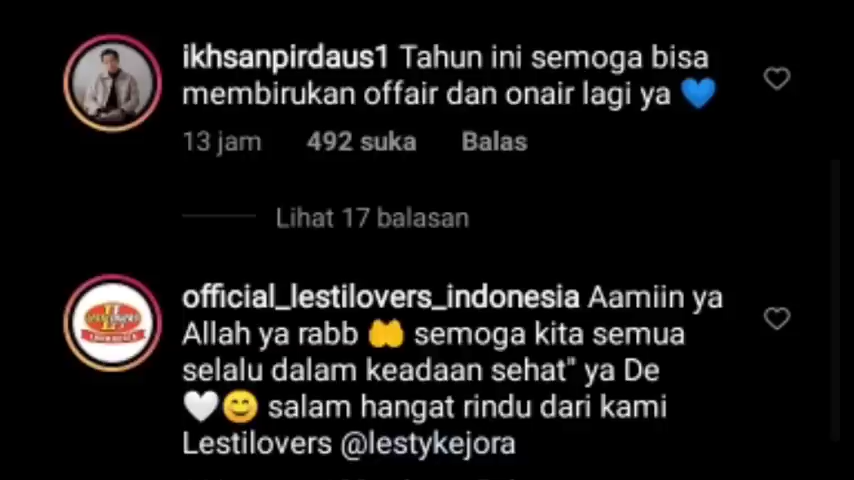 ikhsanpirdaus1 Tahun ini semoga bisa
membirukan offair dan onair lagi ya 💙
13 jam 492 suka Balas
Lihat 17 balasan
official_lestilovers_indonesia Aamiin ya
Allah ya rabb 🤲 semoga kita semua
selalu dalam keadaan sehat" ya De
🤍😊 salam hangat rindu dari kami
Lestilovers @lestykejora